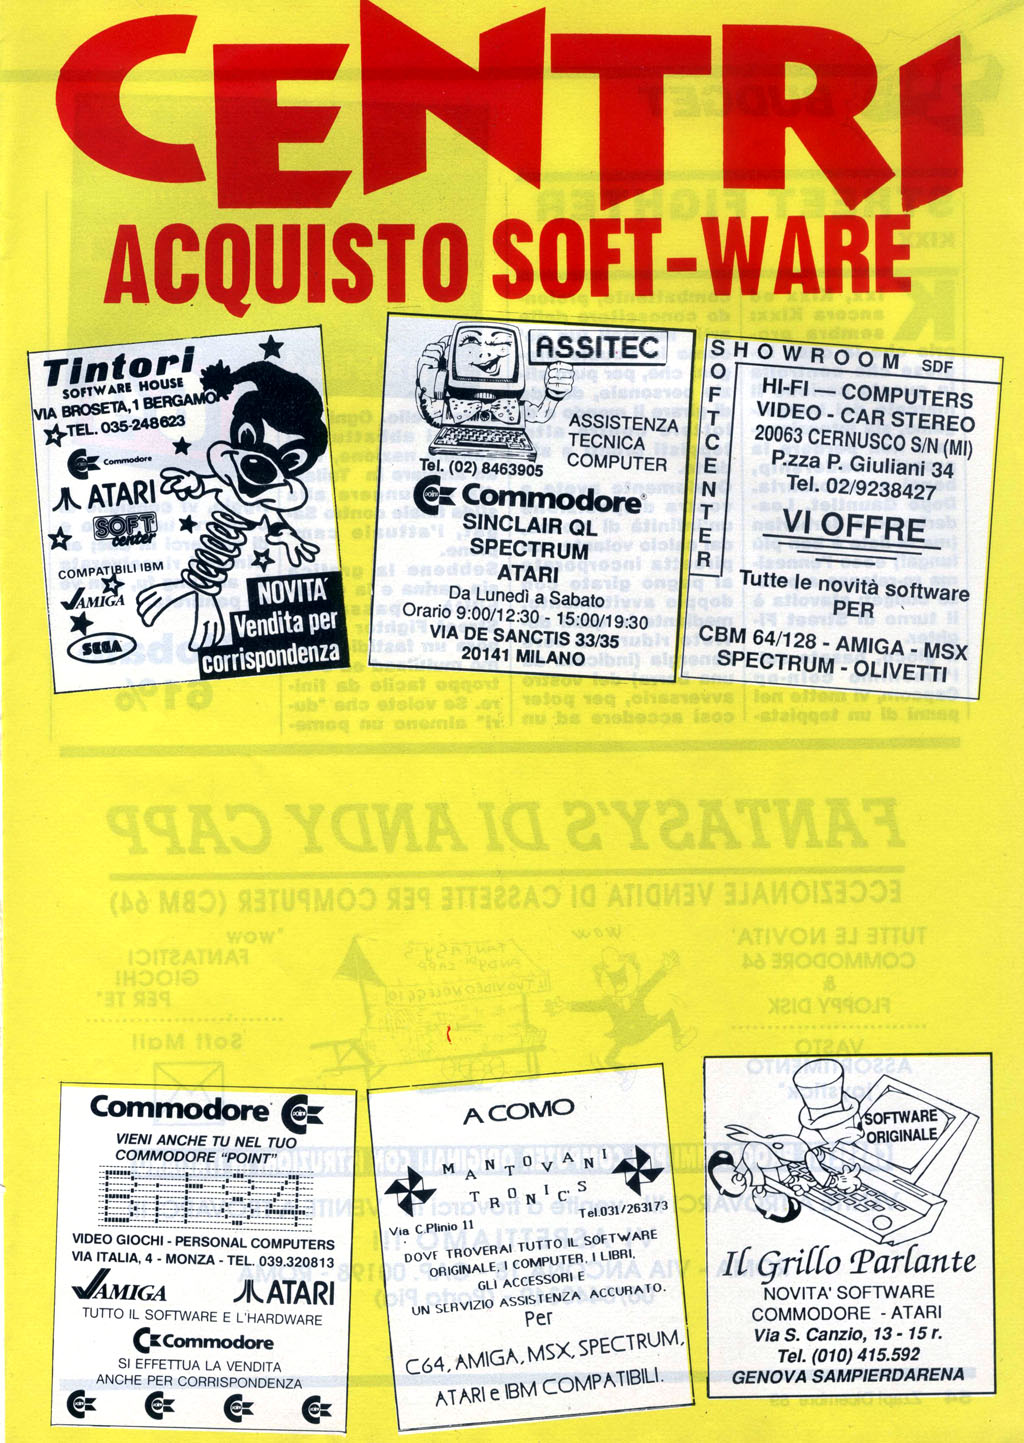 CENTRI
ACQUISTO SOFT-WARE
Tintori
SOFTWARE HOUSE
VIA BROSETA, 1 BERGAMO
TEL. 035-248623
Commodore
ATARI
SOFT
center
COMPATIBILI IBM
AMIGA
SEGA
NOVITA'
Vendita per
corrispondenza
ASSITEC
ASSISTENZA
TECNICA
COMPUTER
Tel. (02) 8463905
Commodore
SINCLAIR QL
SPECTRUM
ATARI
Da Lunedì a Sabato
Orario 9:00/12:30 - 15:00/19:30
VIA DE SANCTIS 33/35
20141 MILANO
SHOWROOM SDF
SOFTCENTER
HI-FI — COMPUTERS
VIDEO - CAR STEREO
20063 CERNUSCO S/N (MI)
P.zza P. Giuliani 34
Tel. 02/9238427
VI OFFRE
Tutte le novità software
PER
CBM 64/128 - AMIGA - MSX
SPECTRUM - OLIVETTI
Commodore point
VIENI ANCHE TU NEL TUO
COMMODORE "POINT"
Bit84
VIDEO GIOCHI - PERSONAL COMPUTERS
VIA ITALIA, 4 - MONZA - TEL. 039.320813
AMIGA ATARI
TUTTO IL SOFTWARE E L'HARDWARE
Commodore
SI EFFETTUA LA VENDITA
ANCHE PER CORRISPONDENZA
A COMO
MANTOVANI
TRONIC'S
Via C.Plinio 11 Tel.031/263173
DOVE TROVERAI TUTTO IL SOFTWARE
ORIGINALE, I COMPUTER, I LIBRI,
GLI ACCESSORI E
UN SERVIZIO ASSISTENZA ACCURATO.
Per
C64, AMIGA, MSX, SPECTRUM,
ATARI e IBM COMPATIBILI.
SOFTWARE
ORIGINALE
Il Grillo Parlante
NOVITA' SOFTWARE
COMMODORE - ATARI
Via S. Canzio, 13 - 15 r.
Tel. (010) 415.592
GENOVA SAMPIERDARENA